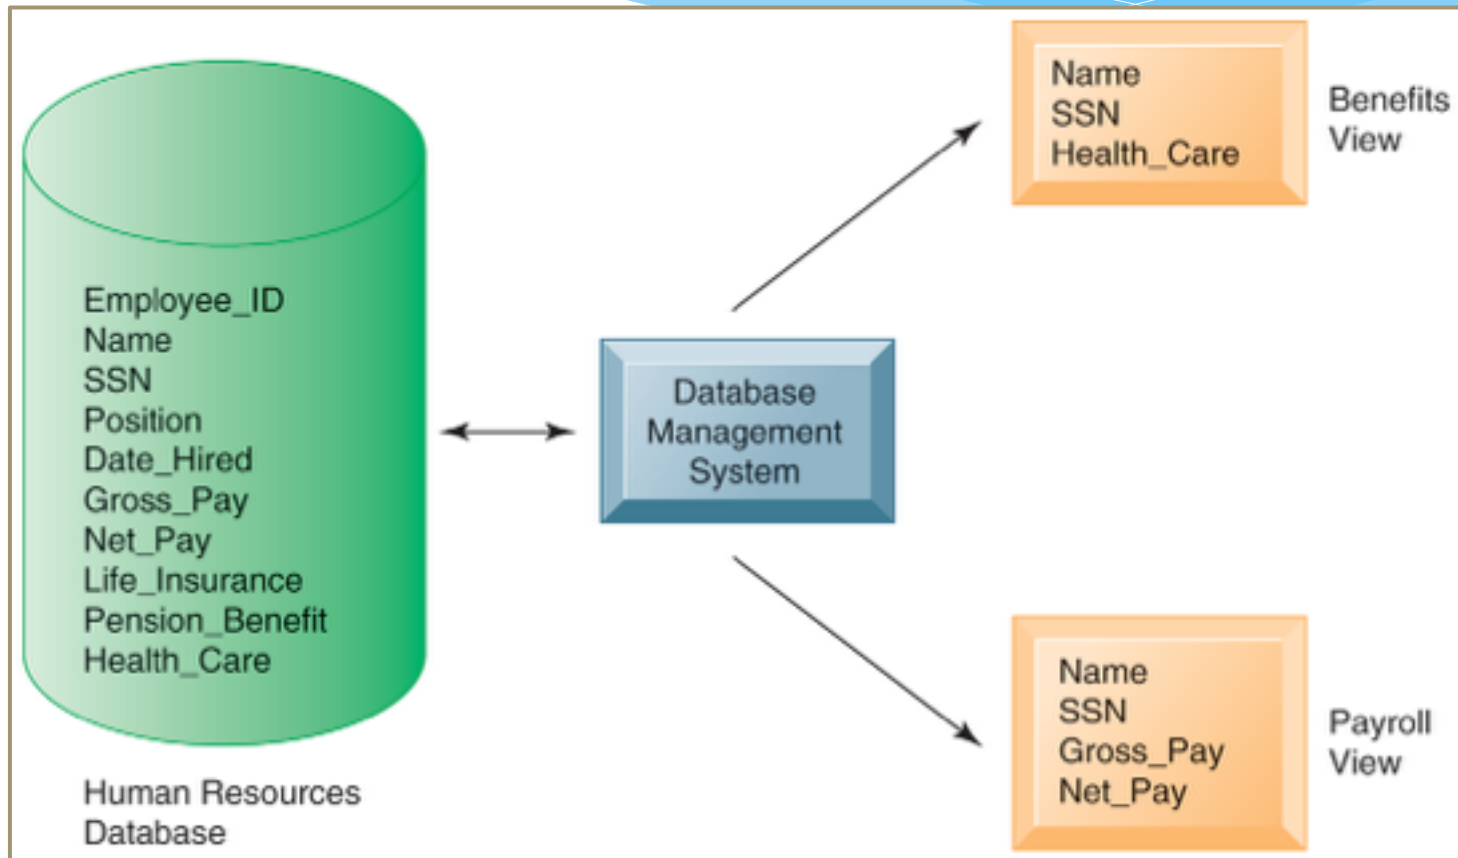 Employee_ID
Name
SSN
Position
Date_Hired
Gross_Pay
Net_Pay
Life_Insurance
Pension_Benefit
Health_Care
Human Resources
Database
Database
Management
System
Name
SSN
Health_Care
Benefits
View
Name
SSN
Gross_Pay
Net_Pay
Payroll
View